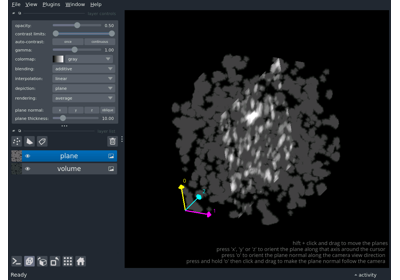 File View Plugins Window Help
opacity: 0.50
contrast limits:
auto-contrast: once continuous
gamma: 1.00
colormap: gray
blending: additive
interpolation: linear
depiction: plane
rendering: average
plane normal: x y z oblique
plane thickness: 10.00
plane
volume
0
left + click and drag to move the planes
press 'x', 'y' or 'z' to orient the plane along that axis around the cursor
press 'o' to orient the plane normal along the camera view direction
press and hold 'o' then click and drag to make the plane normal follow the camera
Ready
activity